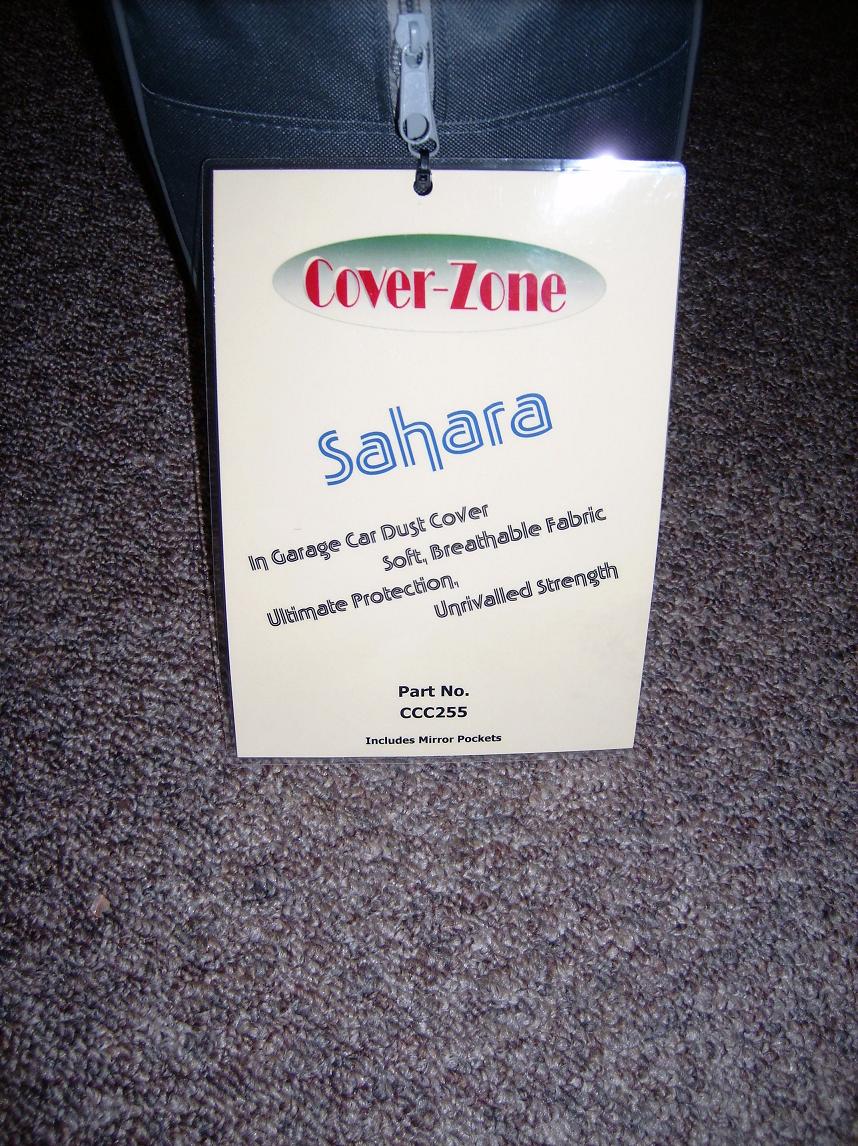 Cover-Zone
Sahara
In Garage Car Dust Cover
Soft, Breathable Fabric
Ultimate Protection,
Unrivalled Strength
Part No.
CCC255
Includes Mirror Pockets